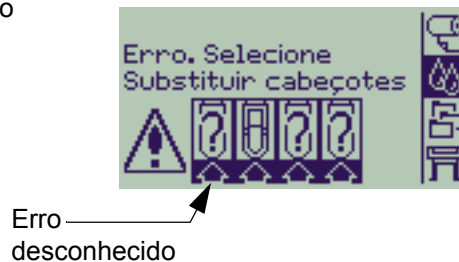 o
Erro. Selecione
Substituir cabeçotes
? ? ?
Erro
desconhecido